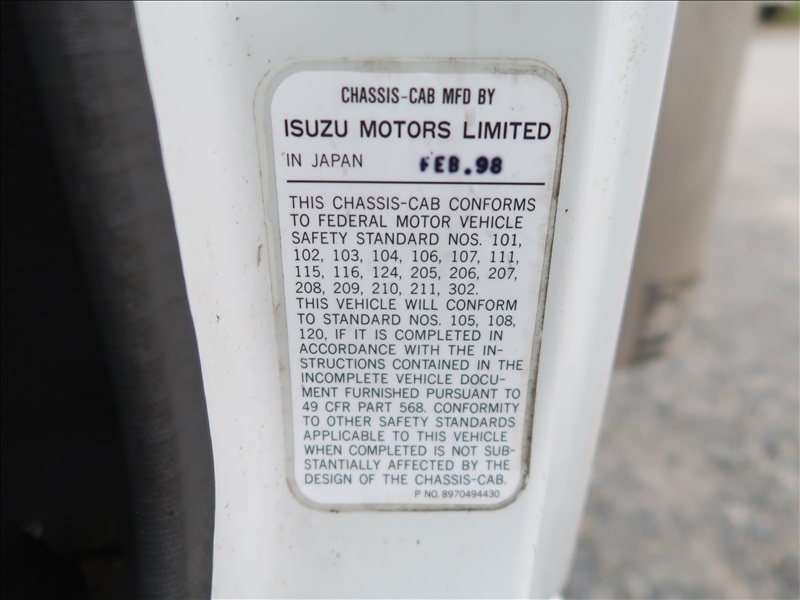 CHASSIS-CAB MFD BY
ISUZU MOTORS LIMITED
IN JAPAN FEB.98
THIS CHASSIS-CAB CONFORMS
TO FEDERAL MOTOR VEHICLE
SAFETY STANDARD NOS. 101,
102, 103, 104, 106, 107, 111,
115, 116, 124, 205, 206, 207,
208, 209, 210, 211, 302.
THIS VEHICLE WILL CONFORM
TO STANDARD NOS. 105, 108,
120, IF IT IS COMPLETED IN
ACCORDANCE WITH THE IN-
STRUCTIONS CONTAINED IN THE
INCOMPLETE VEHICLE DOCU-
MENT FURNISHED PURSUANT TO
49 CFR PART 568. CONFORMITY
TO OTHER SAFETY STANDARDS
APPLICABLE TO THIS VEHICLE
WHEN COMPLETED IS NOT SUB-
STANTIALLY AFFECTED BY THE
DESIGN OF THE CHASSIS-CAB.
P NO. 8970494430